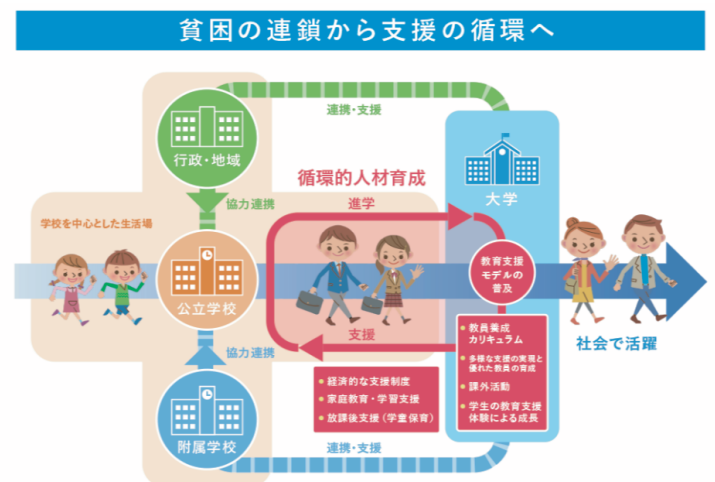 貧困の連鎖から支援の循環へ
連携・支援
行政・地域
大学
循環的人材育成
協力連携
進学
学校を中心とした生活場
教育支援
モデルの
普及
公立学校
支援
社会で活躍
• 教員養成
カリキュラム
• 多様な支援の実現と
優れた教員の育成
• 課外活動
• 学生の教育支援
体験による成長
協力連携
• 経済的な支援制度
• 家庭教育・学習支援
• 放課後支援(学童保育)
附属学校
連携・支援